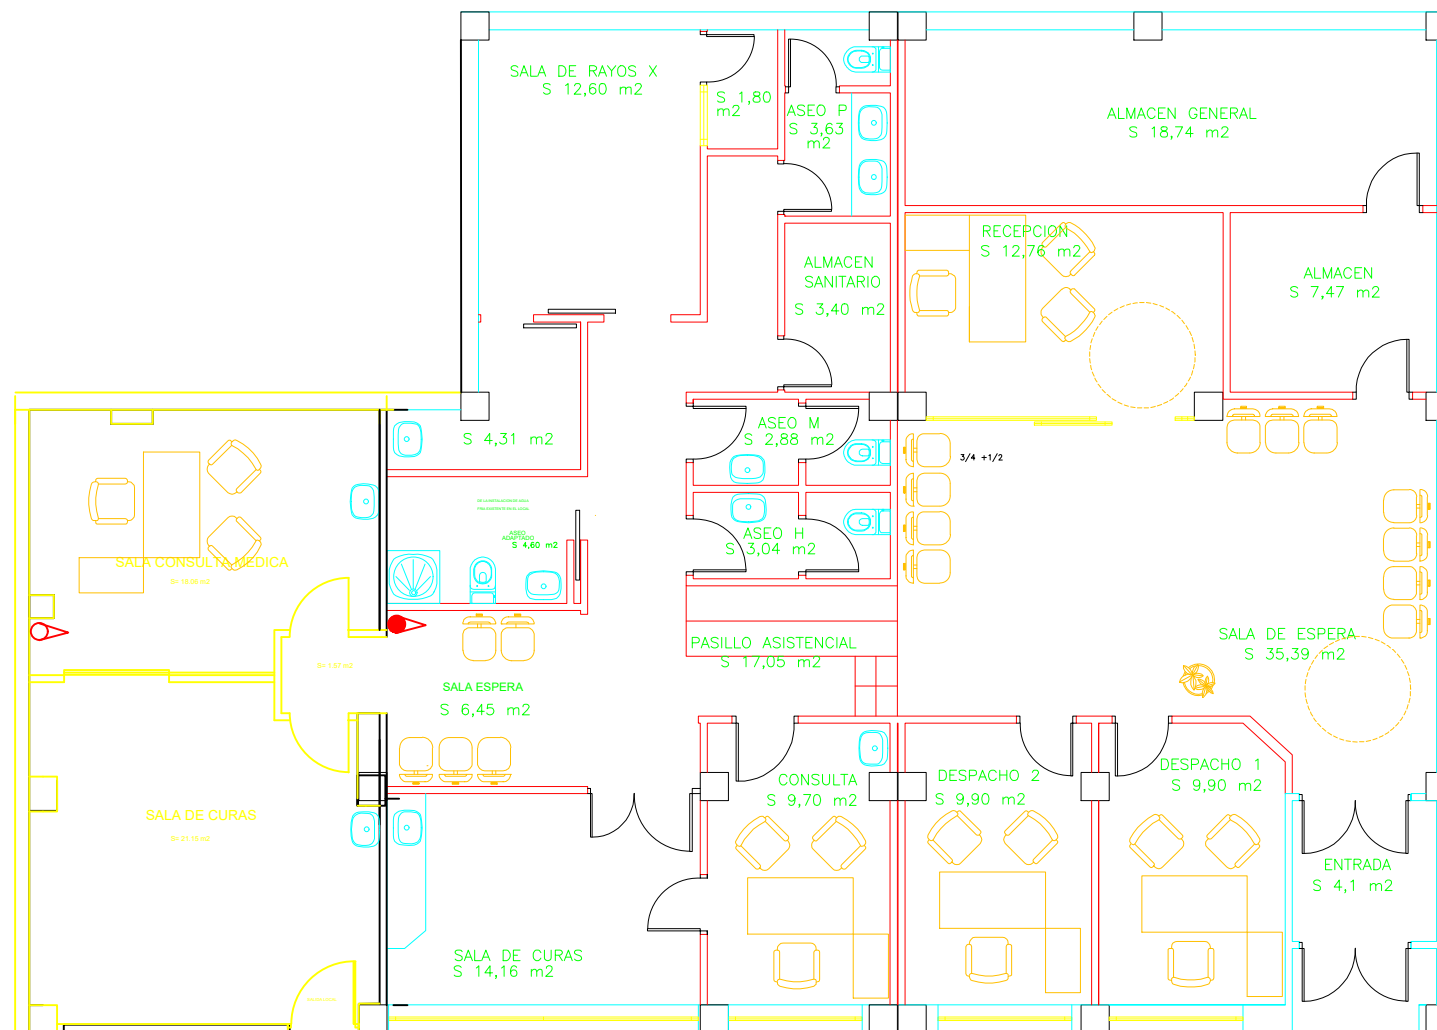 SALA DE RAYOS X
S 12,60 m2
S 1,80
m2
ASEO P
S 3,63
m2
ALMACEN GENERAL
S 18,74 m2
RECEPCION
S 12,76 m2
ALMACEN
SANITARIO
S 3,40 m2
ALMACEN
S 7,47 m2
ASEO M
S 2,88 m2
S 4,31 m2
3/4 +1/2
ASEO H
S 3,04 m2
ASEO
ADAPTADO
S 4,60 m2
SALA CONSULTA MEDICA
PASILLO ASISTENCIAL
S 17,05 m2
SALA DE ESPERA
S 35,39 m2
SALA ESPERA
S 6,45 m2
CONSULTA
S 9,70 m2
DESPACHO 2
S 9,90 m2
DESPACHO 1
S 9,90 m2
SALA DE CURAS
ENTRADA
S 4,1 m2
SALA DE CURAS
S 14,16 m2